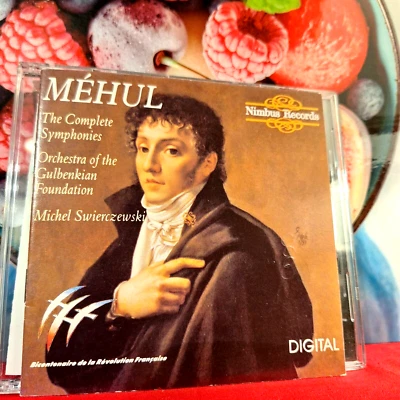 MÉHUL
Nimbus Records
The Complete
Symphonies
Orchestra of the
Gulbenkian
Foundation
Michel Swierczewski
Bicentenaire de la Révolution Française
DIGITAL